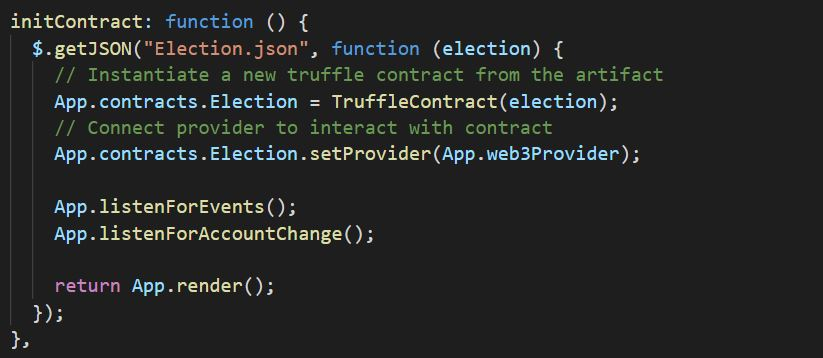 initContract: function () {
  $.getJSON("Election.json", function (election) {
    // Instantiate a new truffle contract from the artifact
    App.contracts.Election = TruffleContract(election);
    // Connect provider to interact with contract
    App.contracts.Election.setProvider(App.web3Provider);

    App.listenForEvents();
    App.listenForAccountChange();

    return App.render();
  });
},